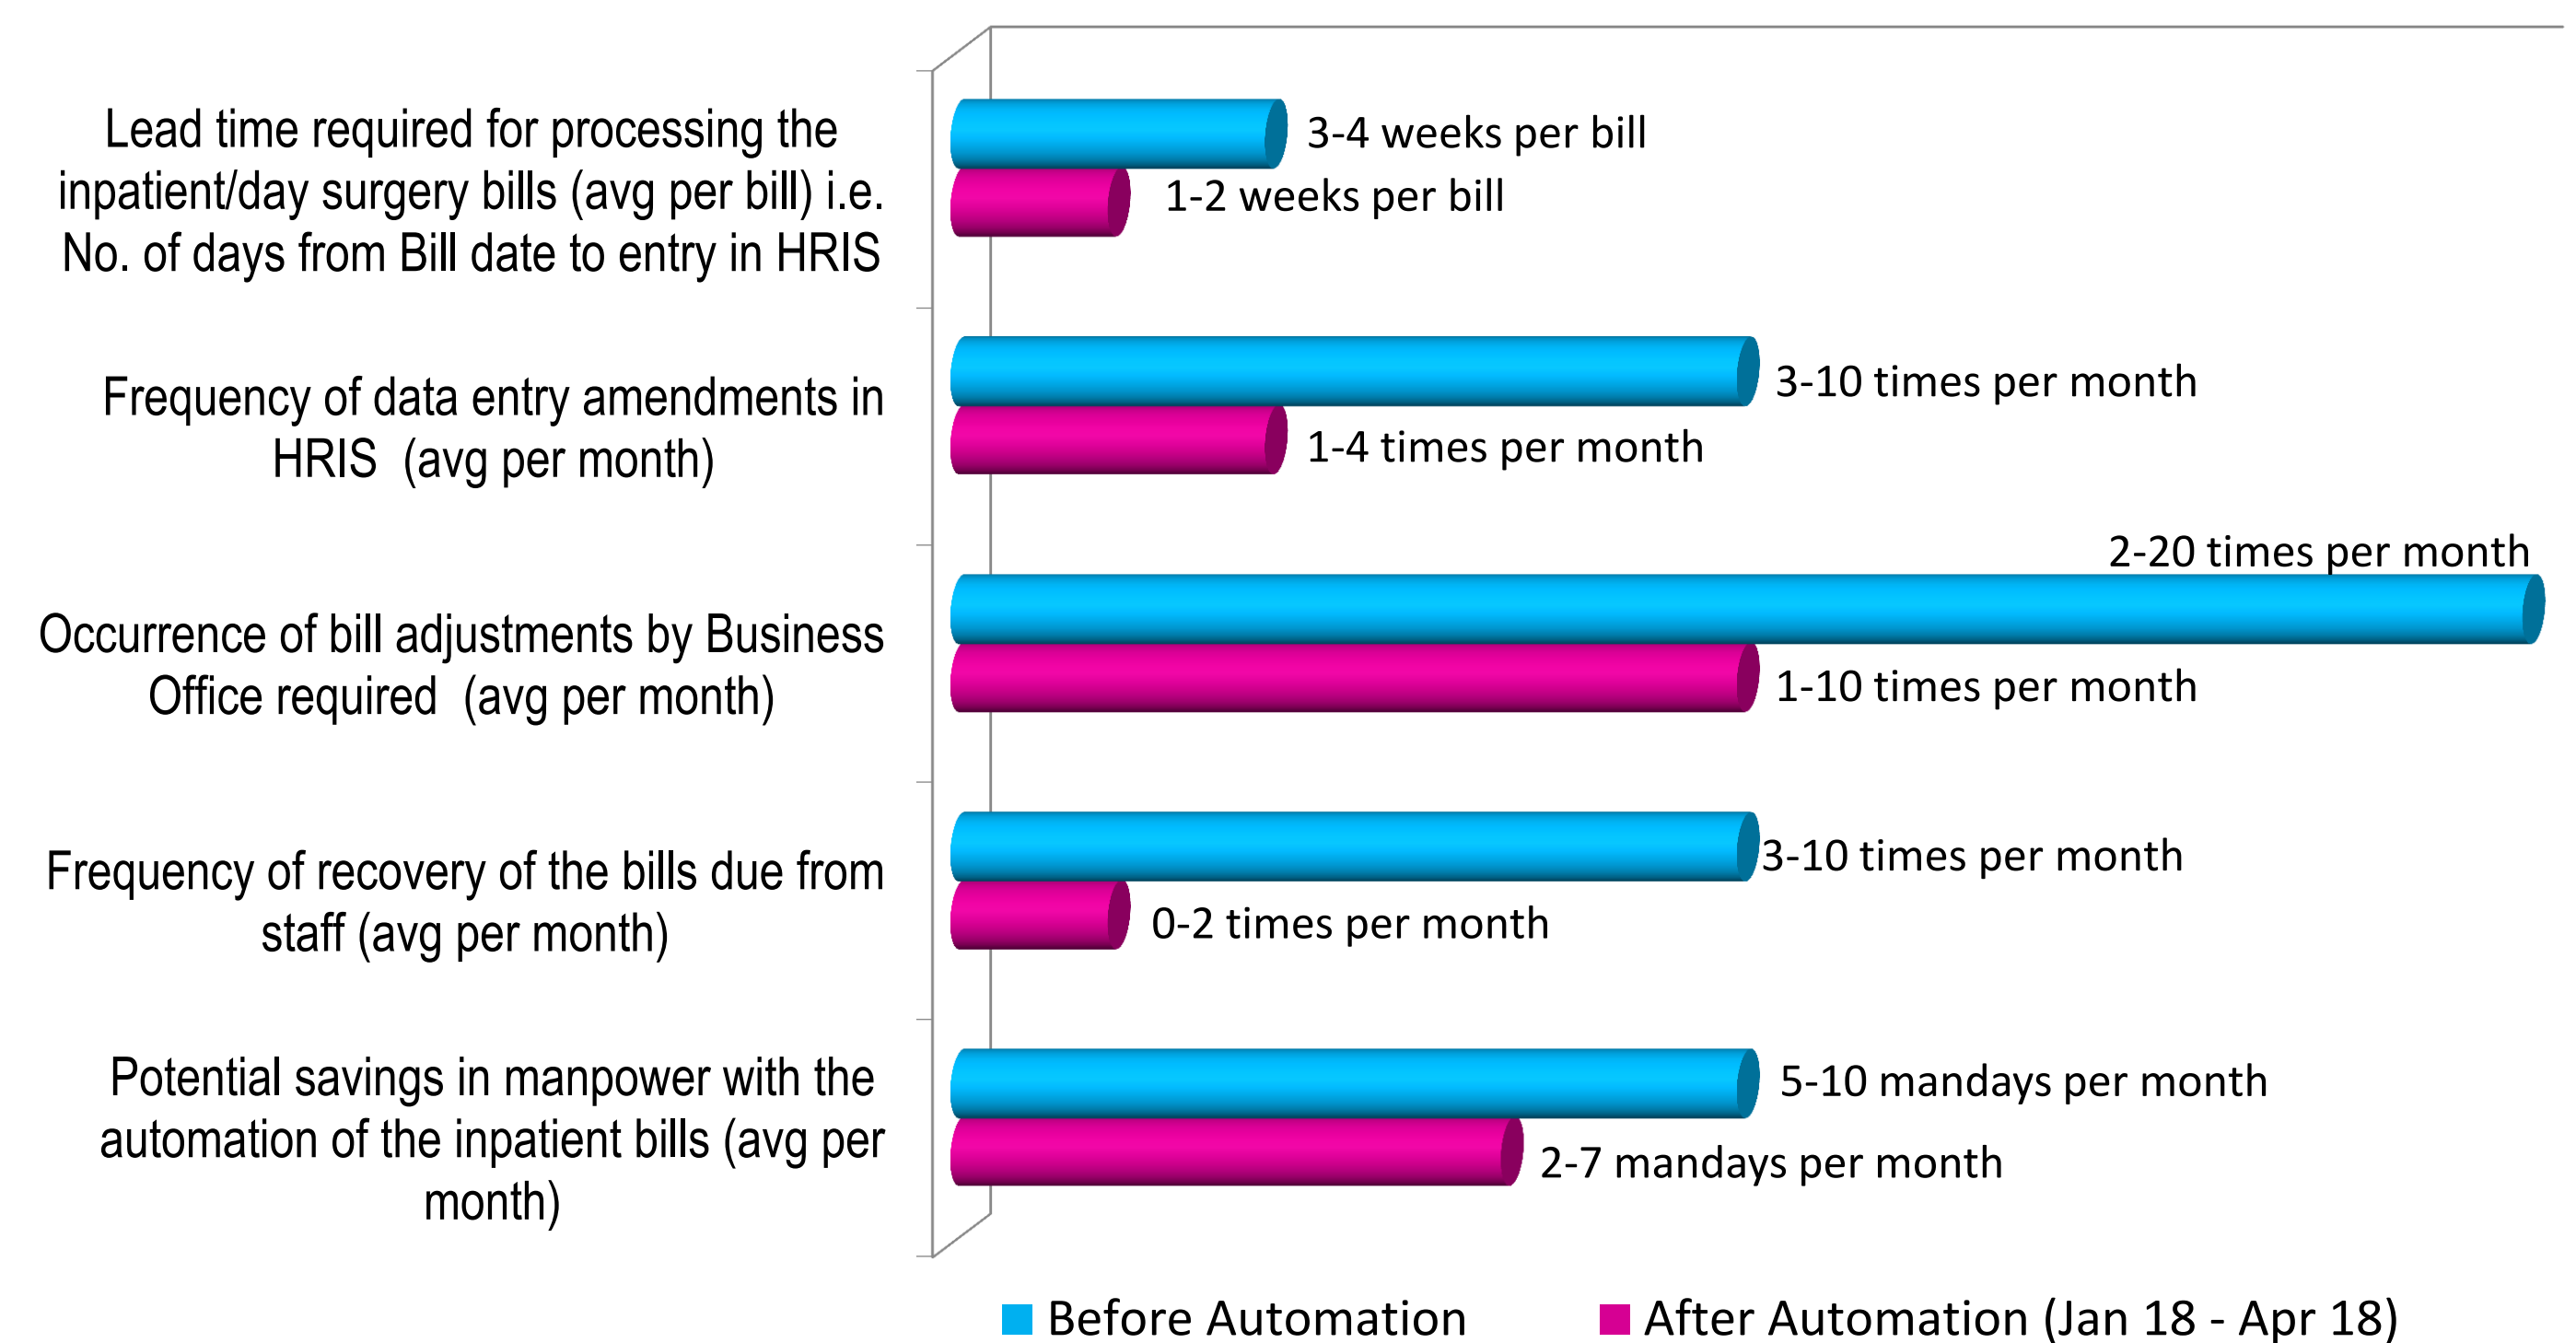 Lead time required for processing the
inpatient/day surgery bills (avg per bill) i.e.
No. of days from Bill date to entry in HRIS
3-4 weeks per bill
1-2 weeks per bill
Frequency of data entry amendments in
HRIS  (avg per month)
3-10 times per month
1-4 times per month
Occurrence of bill adjustments by Business
Office required  (avg per month)
2-20 times per month
1-10 times per month
Frequency of recovery of the bills due from
staff (avg per month)
3-10 times per month
0-2 times per month
Potential savings in manpower with the
automation of the inpatient bills (avg per
month)
5-10 mandays per month
2-7 mandays per month
Before Automation
After Automation (Jan 18 - Apr 18)